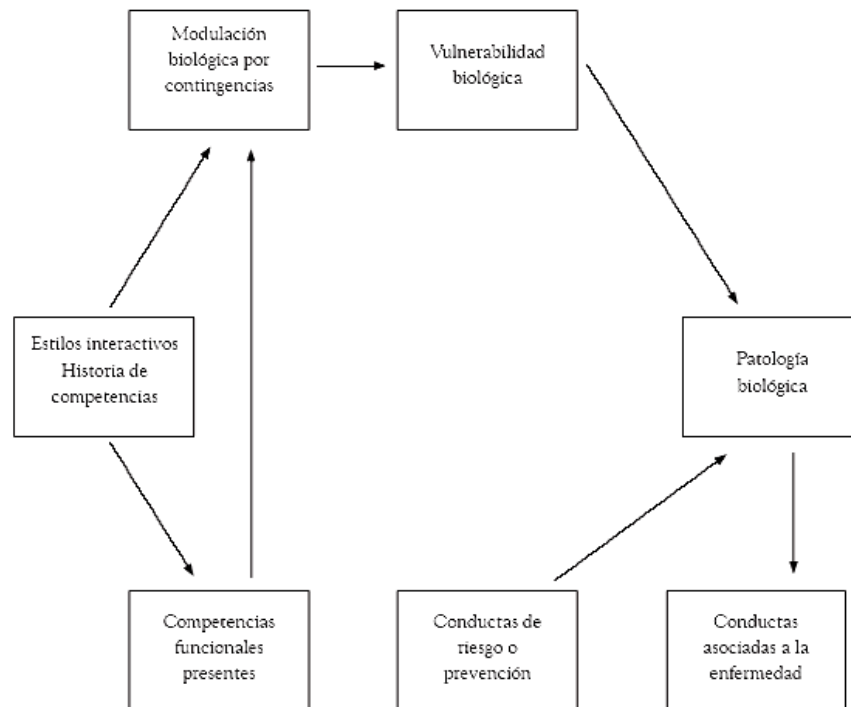 Modulación
biológica por
contingencias
Vulnerabilidad
biológica
Estilos interactivos
Historia de
competencias
Patología
biológica
Competencias
funcionales
presentes
Conductas de
riesgo o
prevención
Conductas
asociadas a la
enfermedad